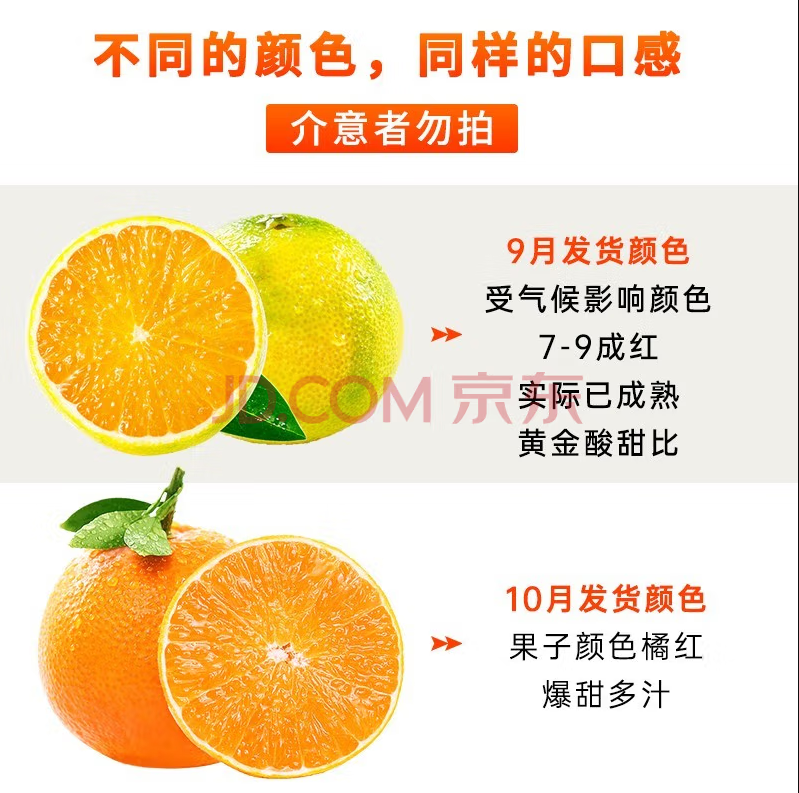 不同的颜色，同样的口感
介意者勿拍
9月发货颜色
受气候影响颜色
7-9成红
实际已成熟
黄金酸甜比
JD.COM 京东
10月发货颜色
果子颜色橘红
爆甜多汁